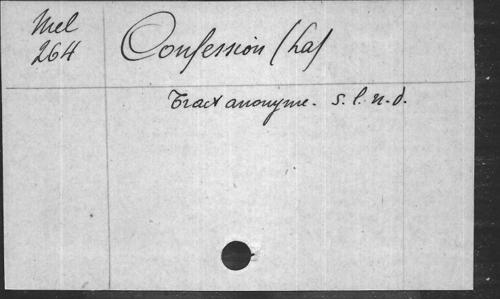 Mel
264
Confession (La)
Tract anonyme. s. l. n. d.